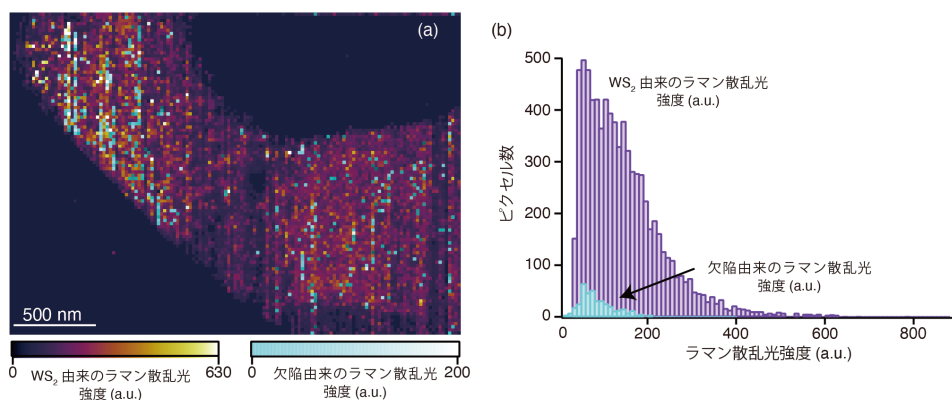 (a)
500 nm
0
630
WS₂ 由来のラマン散乱光
強度 (a.u.)
0
200
欠陥由来のラマン散乱光
強度 (a.u.)
(b)
500
400
300
200
100
0
ピクセル数
WS₂ 由来のラマン散乱光
強度 (a.u.)
欠陥由来のラマン散乱光
強度 (a.u.)
0
200
400
600
800
ラマン散乱光強度 (a.u.)